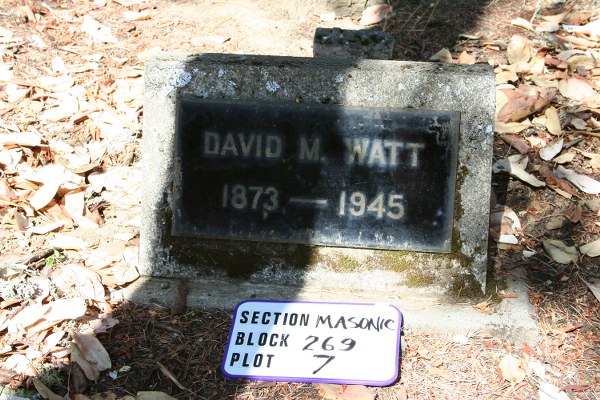 DAVID M. WATT
1873 — 1945
SECTION MASONIC
BLOCK 269
PLOT 7